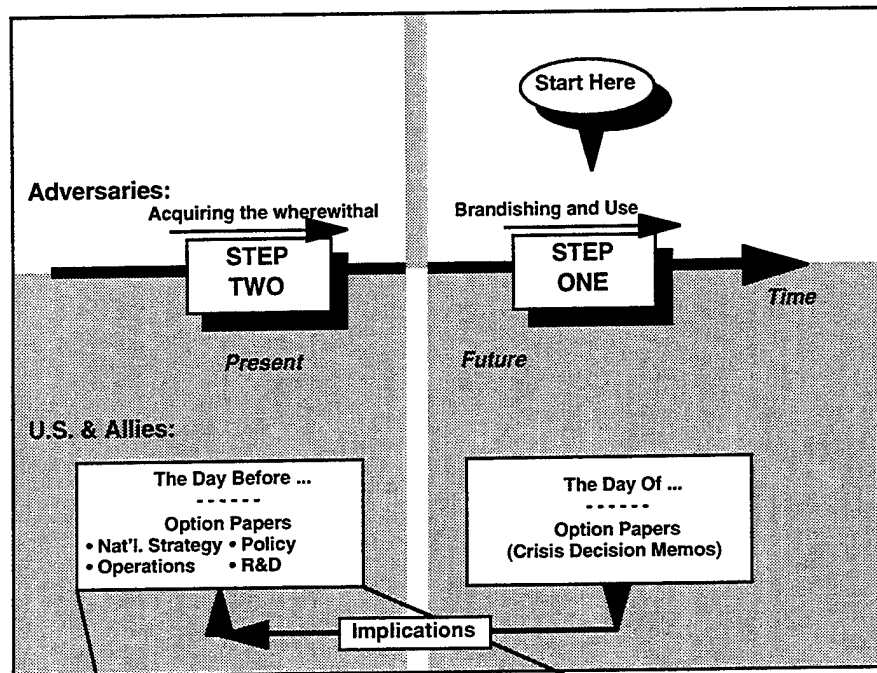 Start Here
Adversaries:
Acquiring the wherewithal
Brandishing and Use
STEP
TWO
STEP
ONE
Time
Present
Future
U.S. & Allies:
The Day Before ...
------
Option Papers
• Nat'l. Strategy • Policy
• Operations • R&D
The Day Of ...
------
Option Papers
(Crisis Decision Memos)
Implications